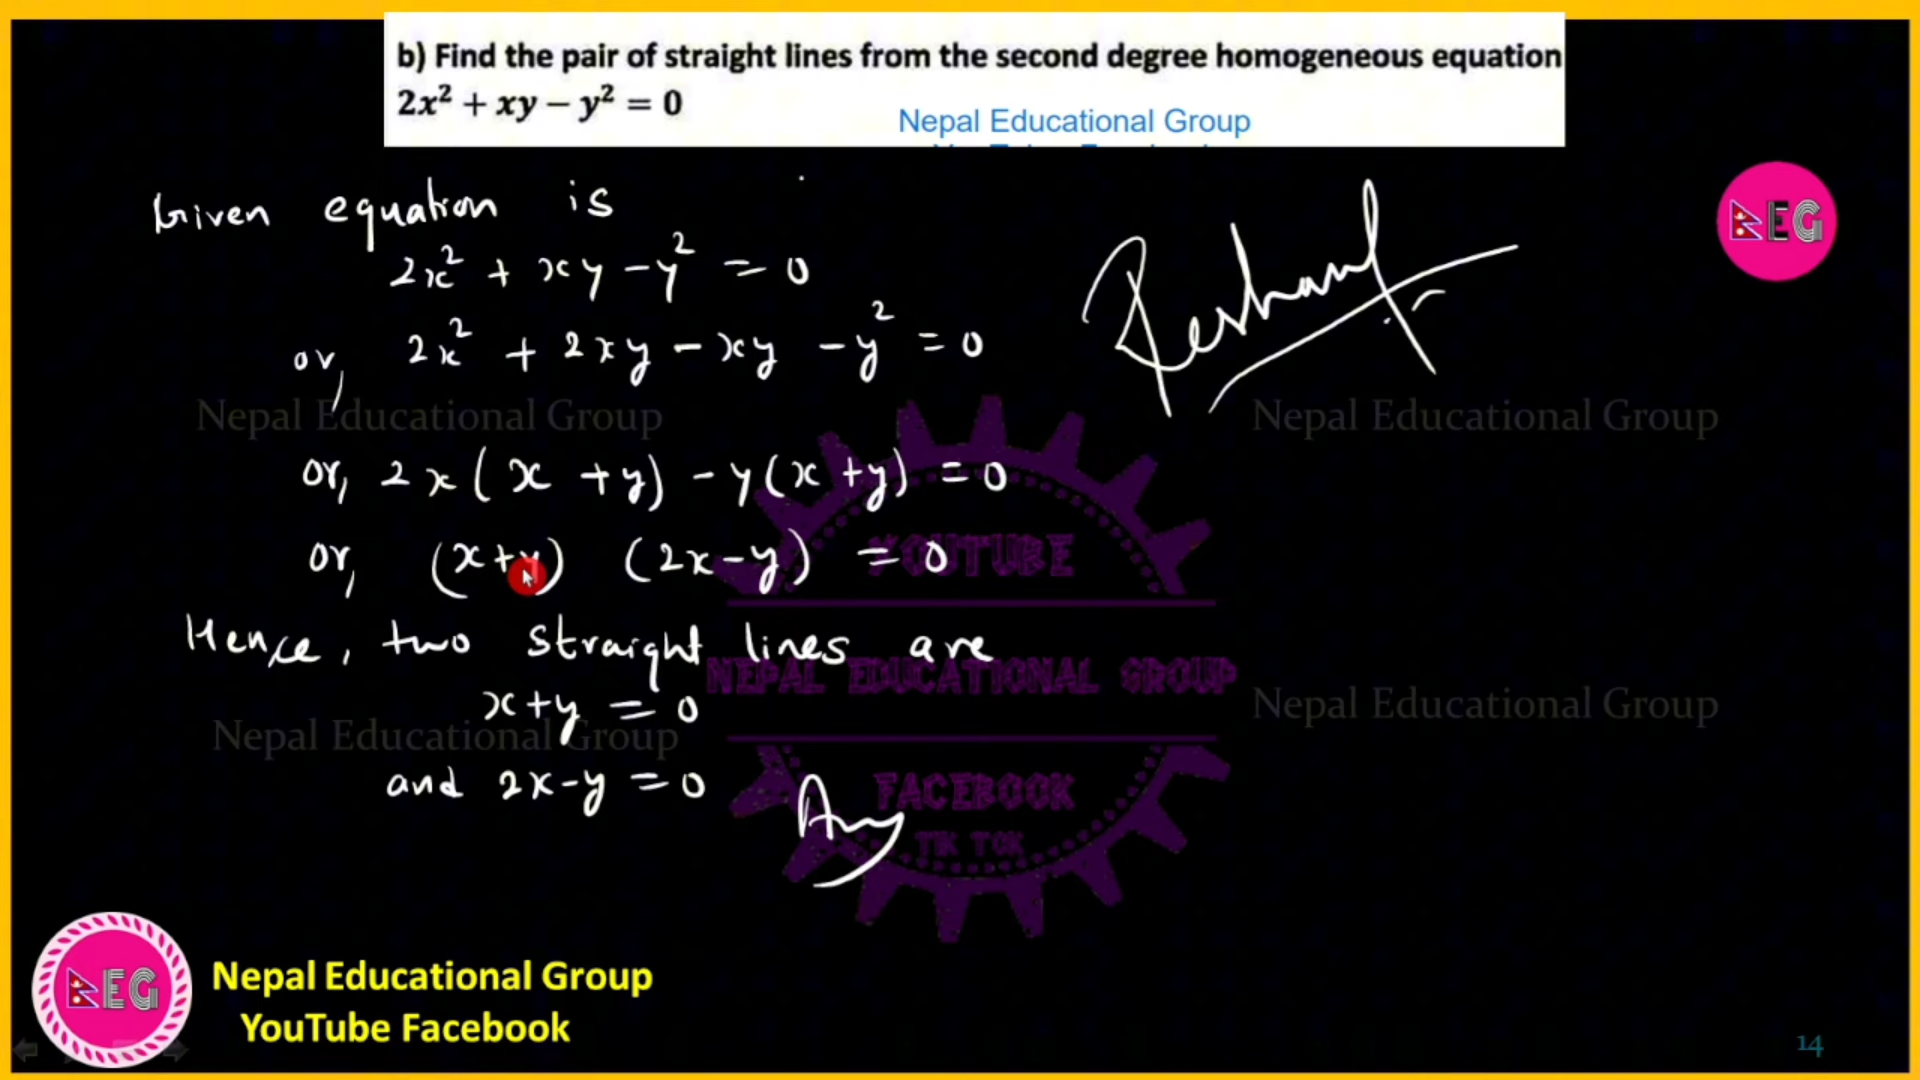 b) Find the pair of straight lines from the second degree homogeneous equation
2x² + xy − y² = 0
Nepal Educational Group
Given equation is
2x² + xy − y² = 0
or, 2x² + 2xy − xy − y² = 0
Nepal Educational Group
Nepal Educational Group
or, 2x(x + y) − y(x + y) = 0
or, (x+y) (2x−y) = 0
YOUTUBE
Hence, two straight lines are
NEPAL EDUCATIONAL GROUP
x+y = 0
Nepal Educational Group
Nepal Educational Group
and 2x−y = 0
FACEBOOK
TIK TOK
EG
EG
Nepal Educational Group
YouTube Facebook
14